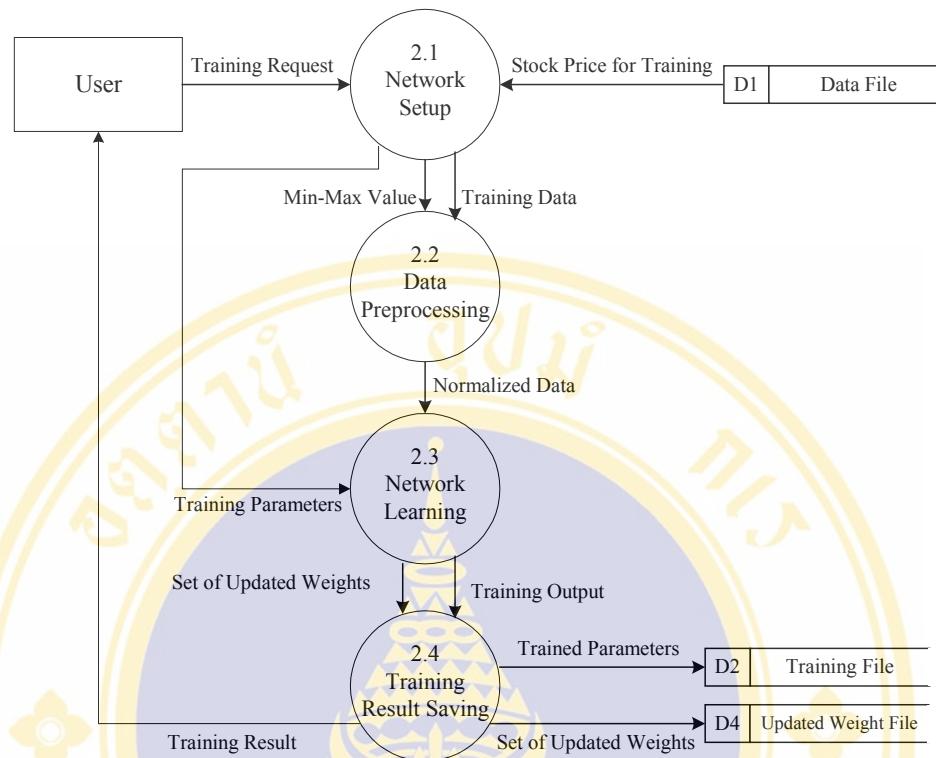 User
Training Request
2.1
Network
Setup
Stock Price for Training
D1
Data File
Min-Max Value
Training Data
2.2
Data
Preprocessing
Normalized Data
2.3
Network
Learning
Training Parameters
Set of Updated Weights
Training Output
2.4
Training
Result Saving
Trained Parameters
D2
Training File
D4
Updated Weight File
Training Result
Set of Updated Weights